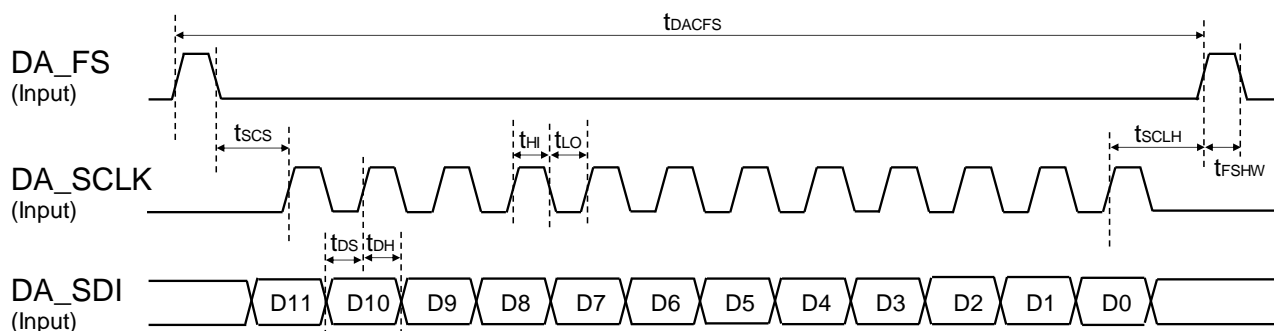 tDACFS
DA_FS
(Input)
tSCS
tHI
tLO
tSCLH
tFSHW
DA_SCLK
(Input)
tDS
tDH
DA_SDI
(Input)
D11 D10 D9 D8 D7 D6 D5 D4 D3 D2 D1 D0